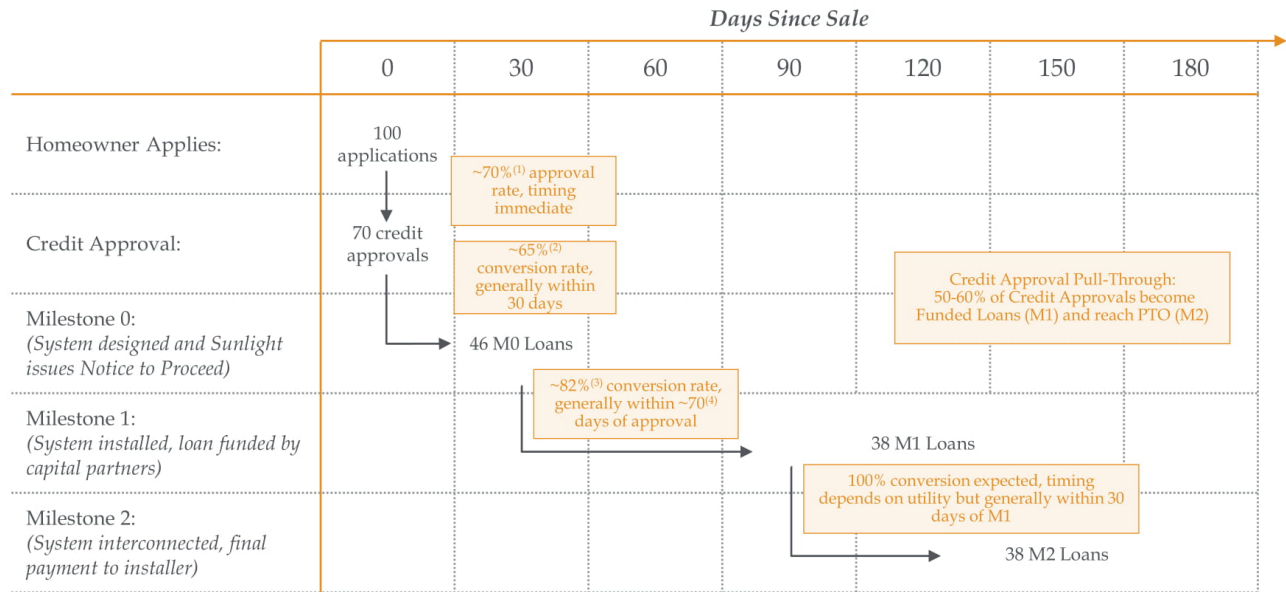 Days Since Sale
0 30 60 90 120 150 180
Homeowner Applies:
100
applications
~70%(1) approval
rate, timing
immediate
Credit Approval:
70 credit
approvals
~65%(2)
conversion rate,
generally within
30 days
Credit Approval Pull-Through:
50-60% of Credit Approvals become
Funded Loans (M1) and reach PTO (M2)
Milestone 0:
(System designed and Sunlight
issues Notice to Proceed)
46 M0 Loans
~82%(3) conversion rate,
generally within ~70(4)
days of approval
Milestone 1:
(System installed, loan funded by
capital partners)
38 M1 Loans
100% conversion expected, timing
depends on utility but generally within 30
days of M1
Milestone 2:
(System interconnected, final
payment to installer)
38 M2 Loans